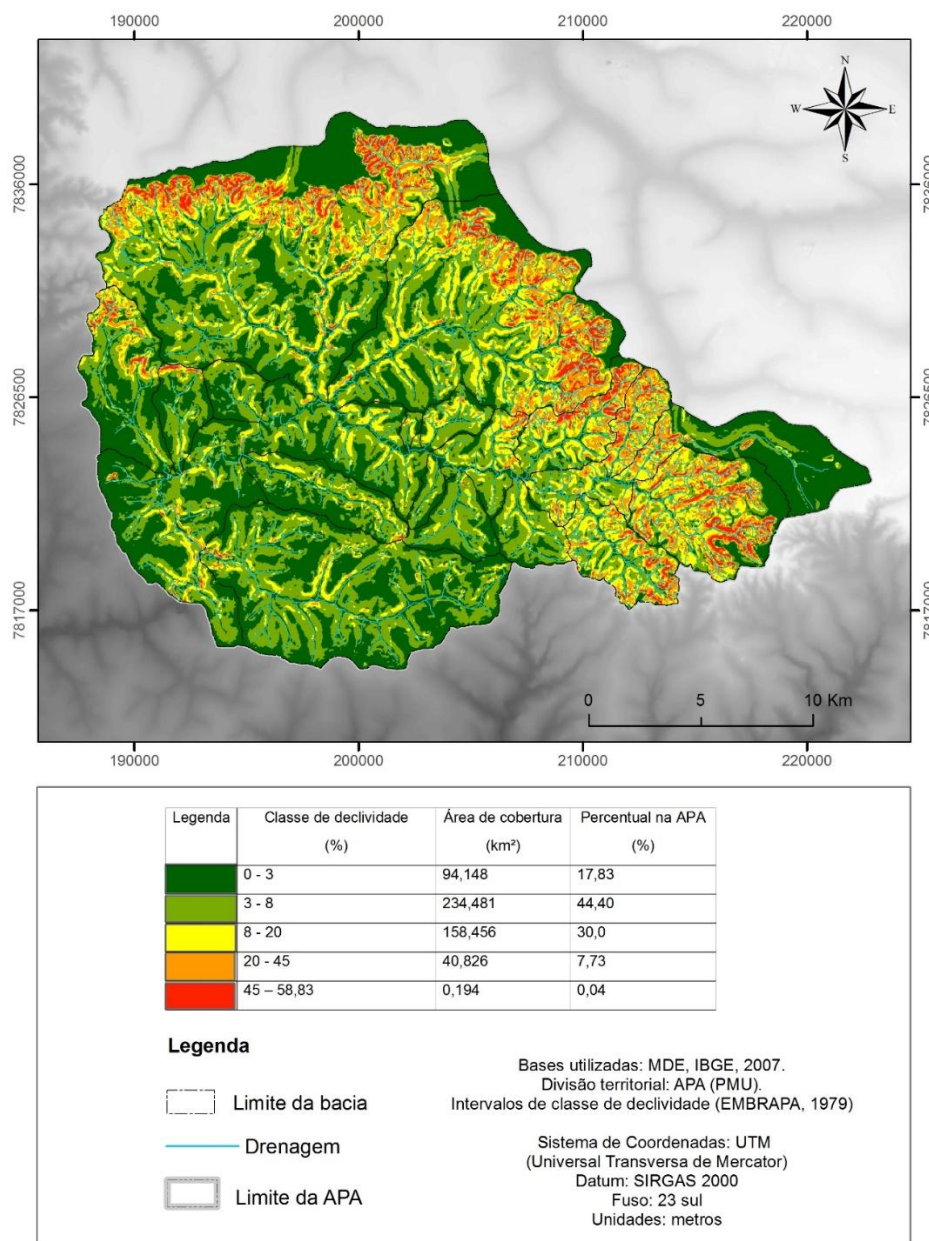 190000 200000 210000 220000
N
W E
S
7836000 7836000
7826500 7826500
7817000 7817000
0 5 10 Km
190000 200000 210000 220000
Legenda Classe de declividade Área de cobertura Percentual na APA
(%) (km²) (%)
0 - 3 94,148 17,83
3 - 8 234,481 44,40
8 - 20 158,456 30,0
20 - 45 40,826 7,73
45 – 58,83 0,194 0,04
Legenda
Limite da bacia
Drenagem
Limite da APA
Bases utilizadas: MDE, IBGE, 2007.
Divisão territorial: APA (PMU).
Intervalos de classe de declividade (EMBRAPA, 1979)
Sistema de Coordenadas: UTM
(Universal Transversa de Mercator)
Datum: SIRGAS 2000
Fuso: 23 sul
Unidades: metros